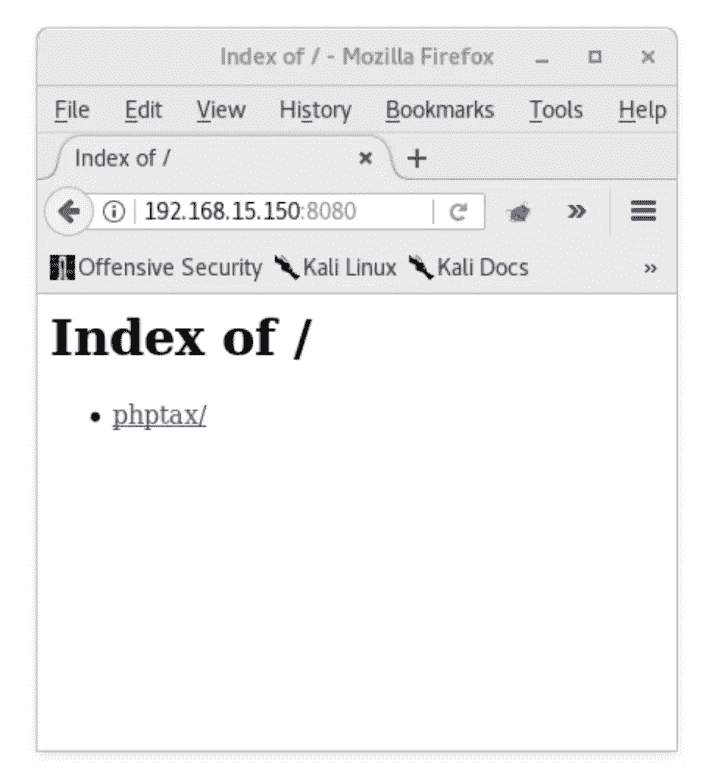 Index of / - Mozilla Firefox
File Edit View History Bookmarks Tools Help
Index of /
192.168.15.150:8080
Offensive Security Kali Linux Kali Docs
Index of /
• phptax/